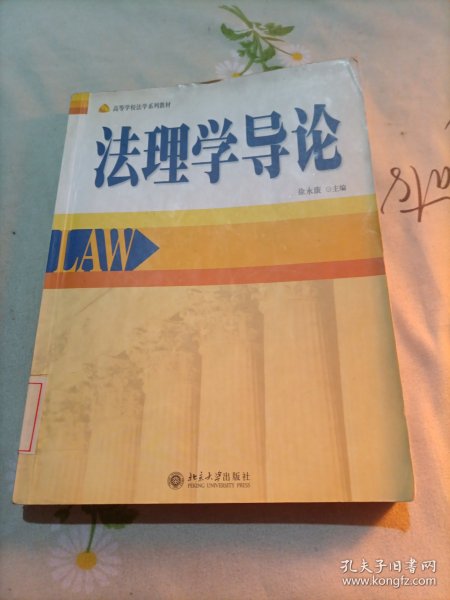 高等学校法学系列教材
法理学导论
徐永康 ◎主编
LAW
北京大学出版社
PEKING UNIVERSITY PRESS
孔夫子旧书网
www.kongfz.com